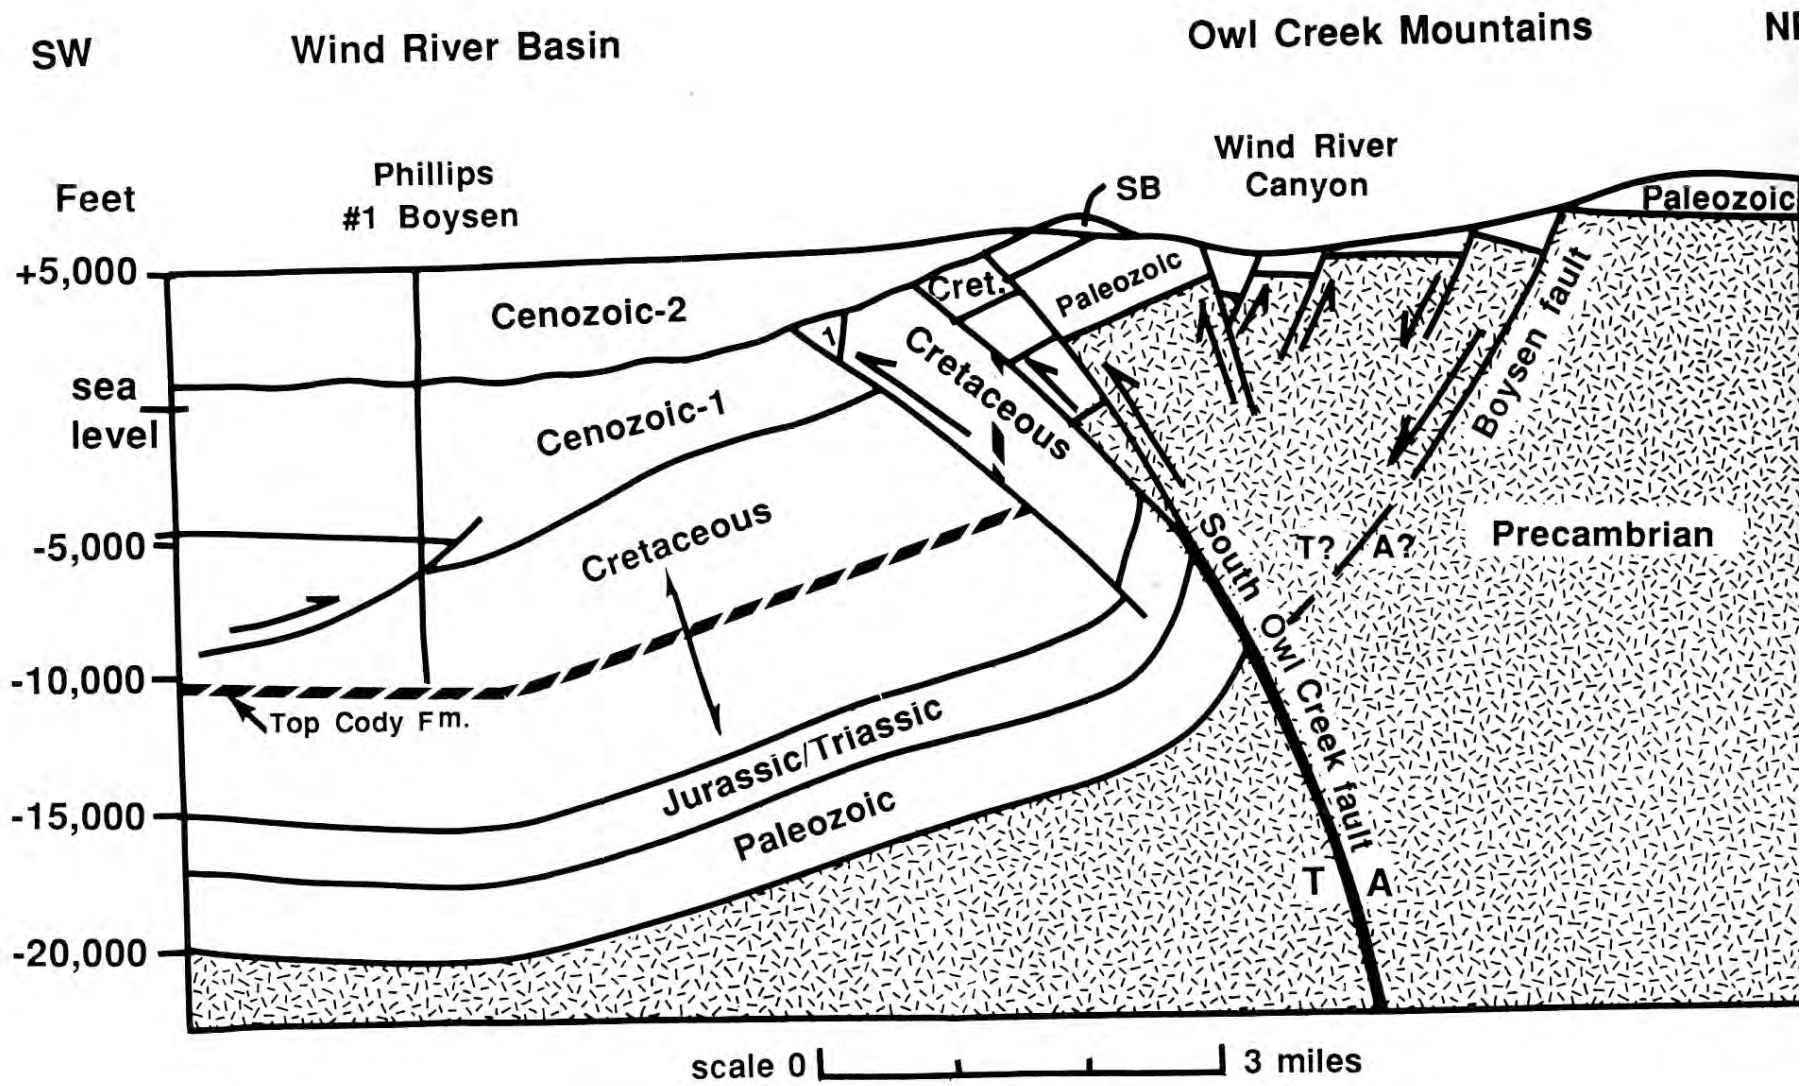 SW
Wind River Basin
Owl Creek Mountains
Phillips
#1 Boysen
Wind River
Canyon
SB
Feet
Paleozoic
+5,000
Cenozoic-2
Cret.
Paleozoic
1
sea
level
Cenozoic-1
Cretaceous
Boysen fault
-5,000
Cretaceous
South Owl Creek fault
T? A?
Precambrian
-10,000
Top Cody Fm.
Jurassic/Triassic
-15,000
Paleozoic
T A
-20,000
scale 0
3 miles